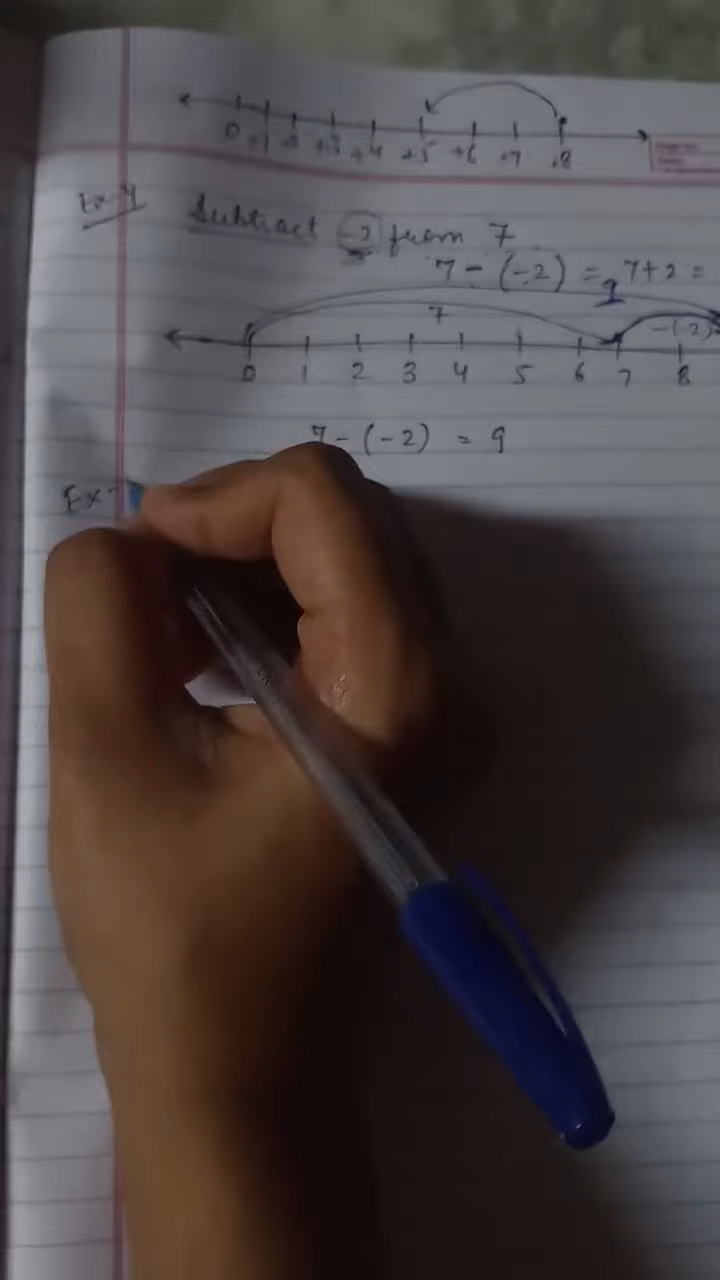 0 +1 +2 +3 +4 +5 +6 +7 +8
Ex-4 Subtract -2 from 7
7 - (-2) = 7 + 2 =
9
7 -(-2)
0 1 2 3 4 5 6 7 8
7 - (-2) = 9
Ex